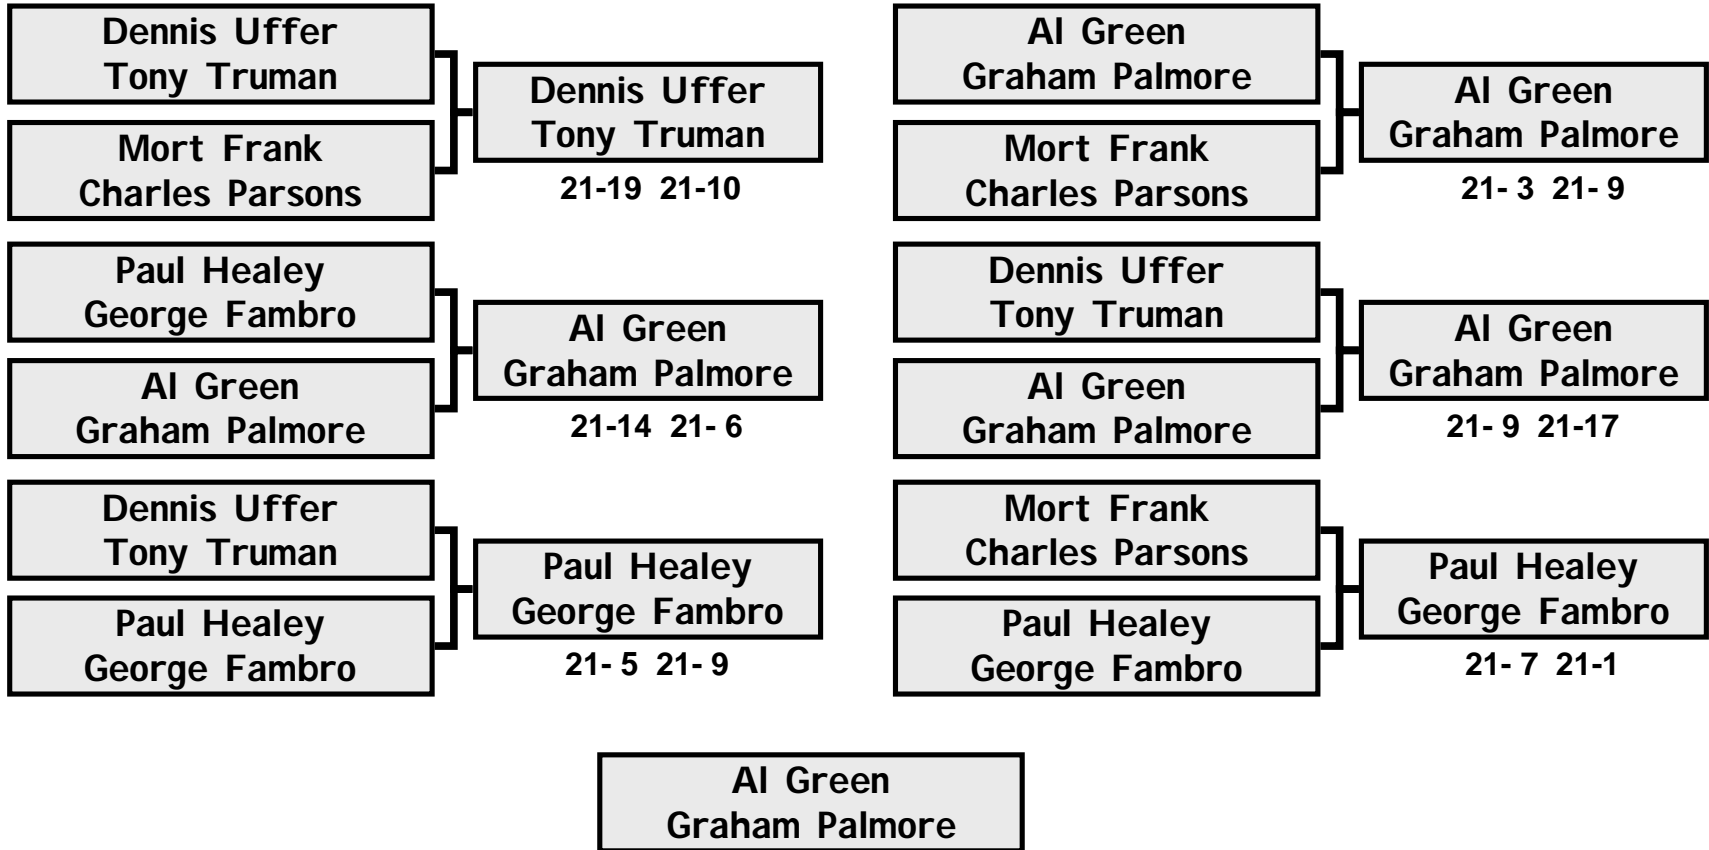 Dennis Uffer
Tony Truman
Mort Frank
Charles Parsons
Dennis Uffer
Tony Truman
21-19 21-10
Paul Healey
George Fambro
Al Green
Graham Palmore
Al Green
Graham Palmore
21-14 21- 6
Dennis Uffer
Tony Truman
Paul Healey
George Fambro
Paul Healey
George Fambro
21- 5 21- 9
Al Green
Graham Palmore
Mort Frank
Charles Parsons
Al Green
Graham Palmore
21- 3 21- 9
Dennis Uffer
Tony Truman
Al Green
Graham Palmore
Al Green
Graham Palmore
21- 9 21-17
Mort Frank
Charles Parsons
Paul Healey
George Fambro
Paul Healey
George Fambro
21- 7 21-1
Al Green
Graham Palmore